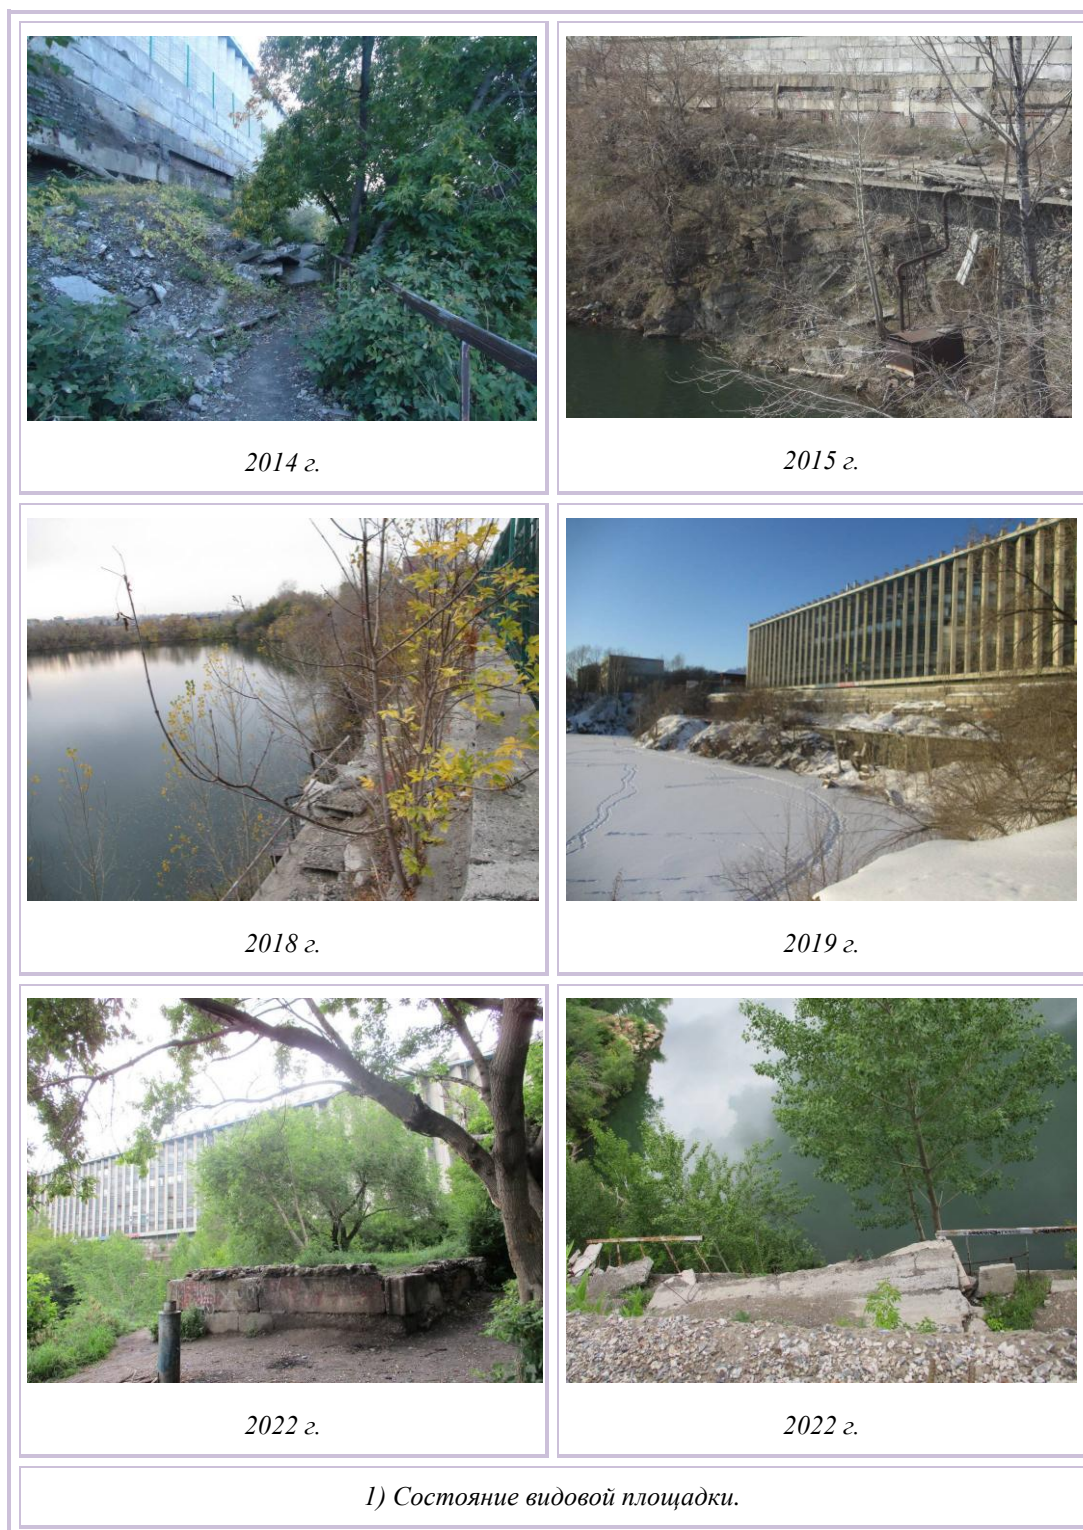 2014 г.
2015 г.
2018 г.
2019 г.
2022 г.
2022 г.
1) Состояние видовой площадки.